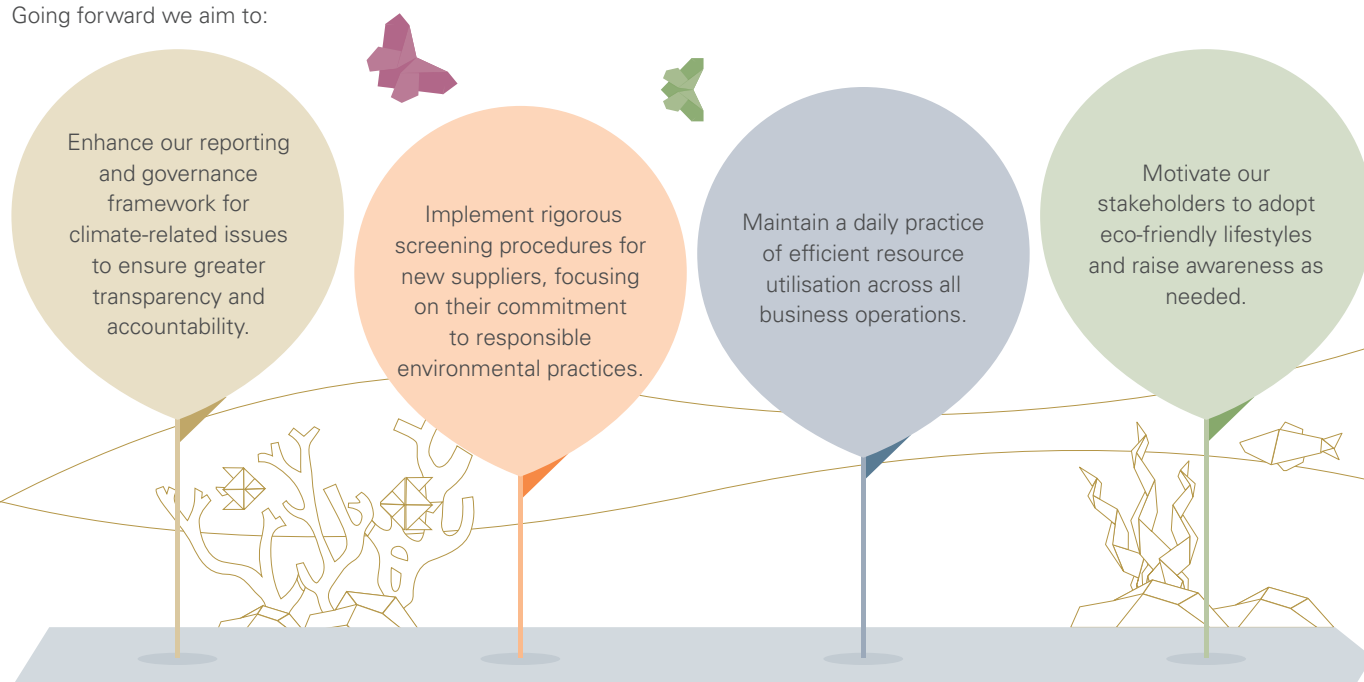 Going forward we aim to:
Enhance our reporting
and governance
framework for
climate-related issues
to ensure greater
transparency and
accountability.
Implement rigorous
screening procedures for
new suppliers, focusing
on their commitment
to responsible
environmental practices.
Maintain a daily practice
of efficient resource
utilisation across all
business operations.
Motivate our
stakeholders to adopt
eco-friendly lifestyles
and raise awareness as
needed.